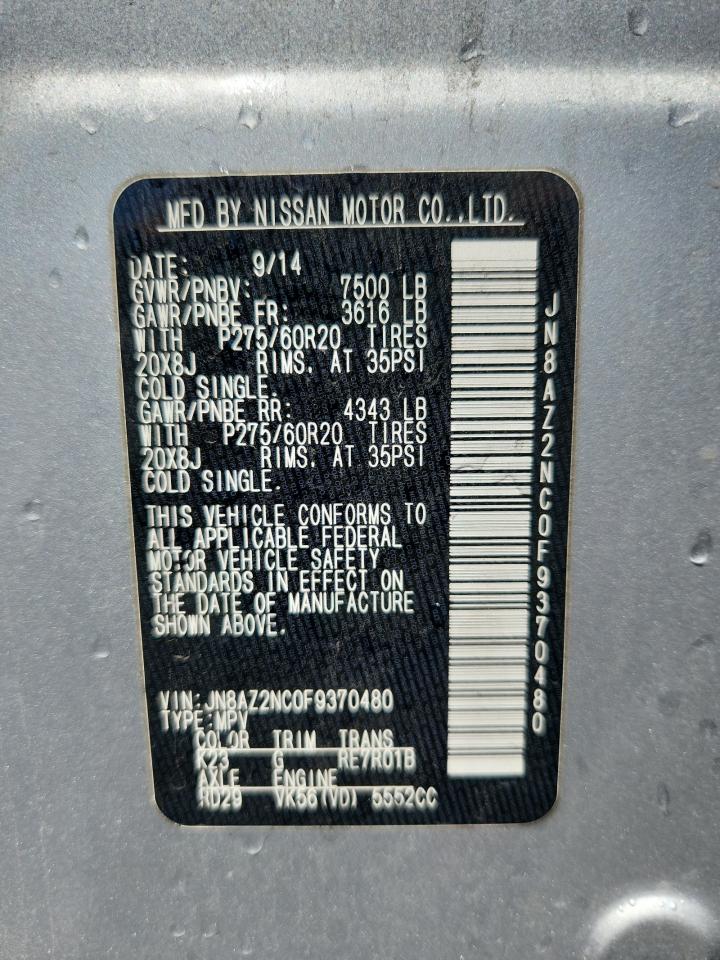 MFD BY NISSAN MOTOR CO.,LTD.
DATE: 9/14
GVWR/PNBV: 7500 LB
GAWR/PNBE FR: 3616 LB
WITH P275/60R20 TIRES
20X8J RIMS. AT 35PSI
COLD SINGLE.
GAWR/PNBE RR: 4343 LB
WITH P275/60R20 TIRES
20X8J RIMS. AT 35PSI
COLD SINGLE.
THIS VEHICLE CONFORMS TO
ALL APPLICABLE FEDERAL
MOTOR VEHICLE SAFETY
STANDARDS IN EFFECT ON
THE DATE OF MANUFACTURE
SHOWN ABOVE.
VIN:JN8AZ2NC0F9370480
TYPE:MPV
COLOR TRIM TRANS
K23 G RE7R01B
AXLE ENGINE
RD29 VK56(VD) 5552CC
JN8AZ2NC0F9370480